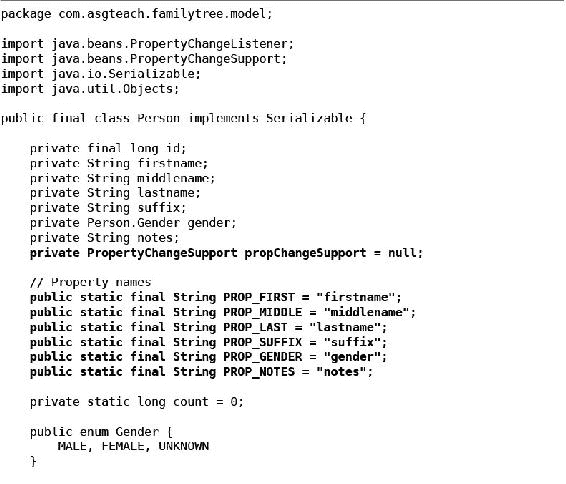 package com.asgteach.familytree.model;
import java.beans.PropertyChangeListener;
import java.beans.PropertyChangeSupport;
import java.io.Serializable;
import java.util.Objects;
public final class Person implements Serializable {
private final long id;
private String firstname;
private String middlename;
private String lastname;
private String suffix;
private Person.Gender gender;
private String notes;
private PropertyChangeSupport propChangeSupport = null;
// Property names
public static final String PROP_FIRST = "firstname";
public static final String PROP_MIDDLE = "middlename";
public static final String PROP_LAST = "lastname";
public static final String PROP_SUFFIX = "suffix";
public static final String PROP_GENDER = "gender";
public static final String PROP_NOTES = "notes";
private static long count = 0;
public enum Gender {
MALE, FEMALE, UNKNOWN
}